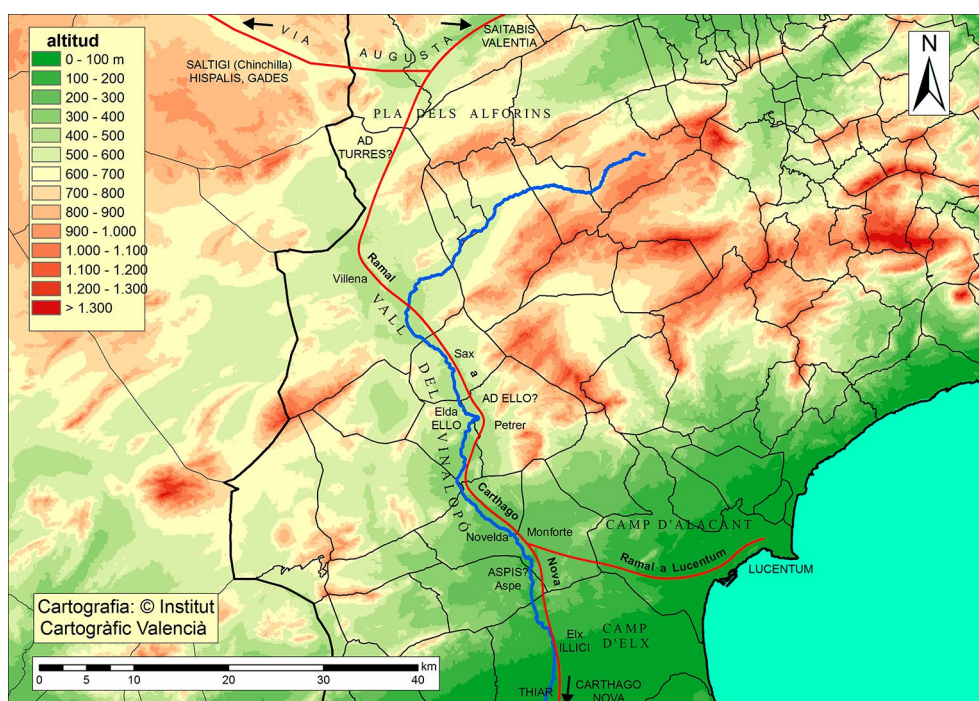 altitud
0 - 100 m
100 - 200
200 - 300
300 - 400
400 - 500
500 - 600
600 - 700
700 - 800
800 - 900
900 - 1.000
1.000 - 1.100
1.100 - 1.200
1.200 - 1.300
> 1.300
VIA AUGUSTA
SAITABIS
VALENTIA
SALTIGI (Chinchilla)
HISPALIS, GADES
N
PLA DELS ALFORINS
AD
TURRES?
Villena
Ramal a Carthago Nova
VALL DEL VINALOPÓ
Sax
AD ELLO?
Elda
ELLO
Petrer
Novelda
Monforte
CAMP D'ALACANT
Ramal a Lucentum
LUCENTUM
ASPIS?
Aspe
Elx
ILLICI
CAMP
D'ELX
THIAR
CARTHAGO
NOVA
Cartografia: © Institut
Cartogràfic Valencià
0 5 10 20 30 40 km